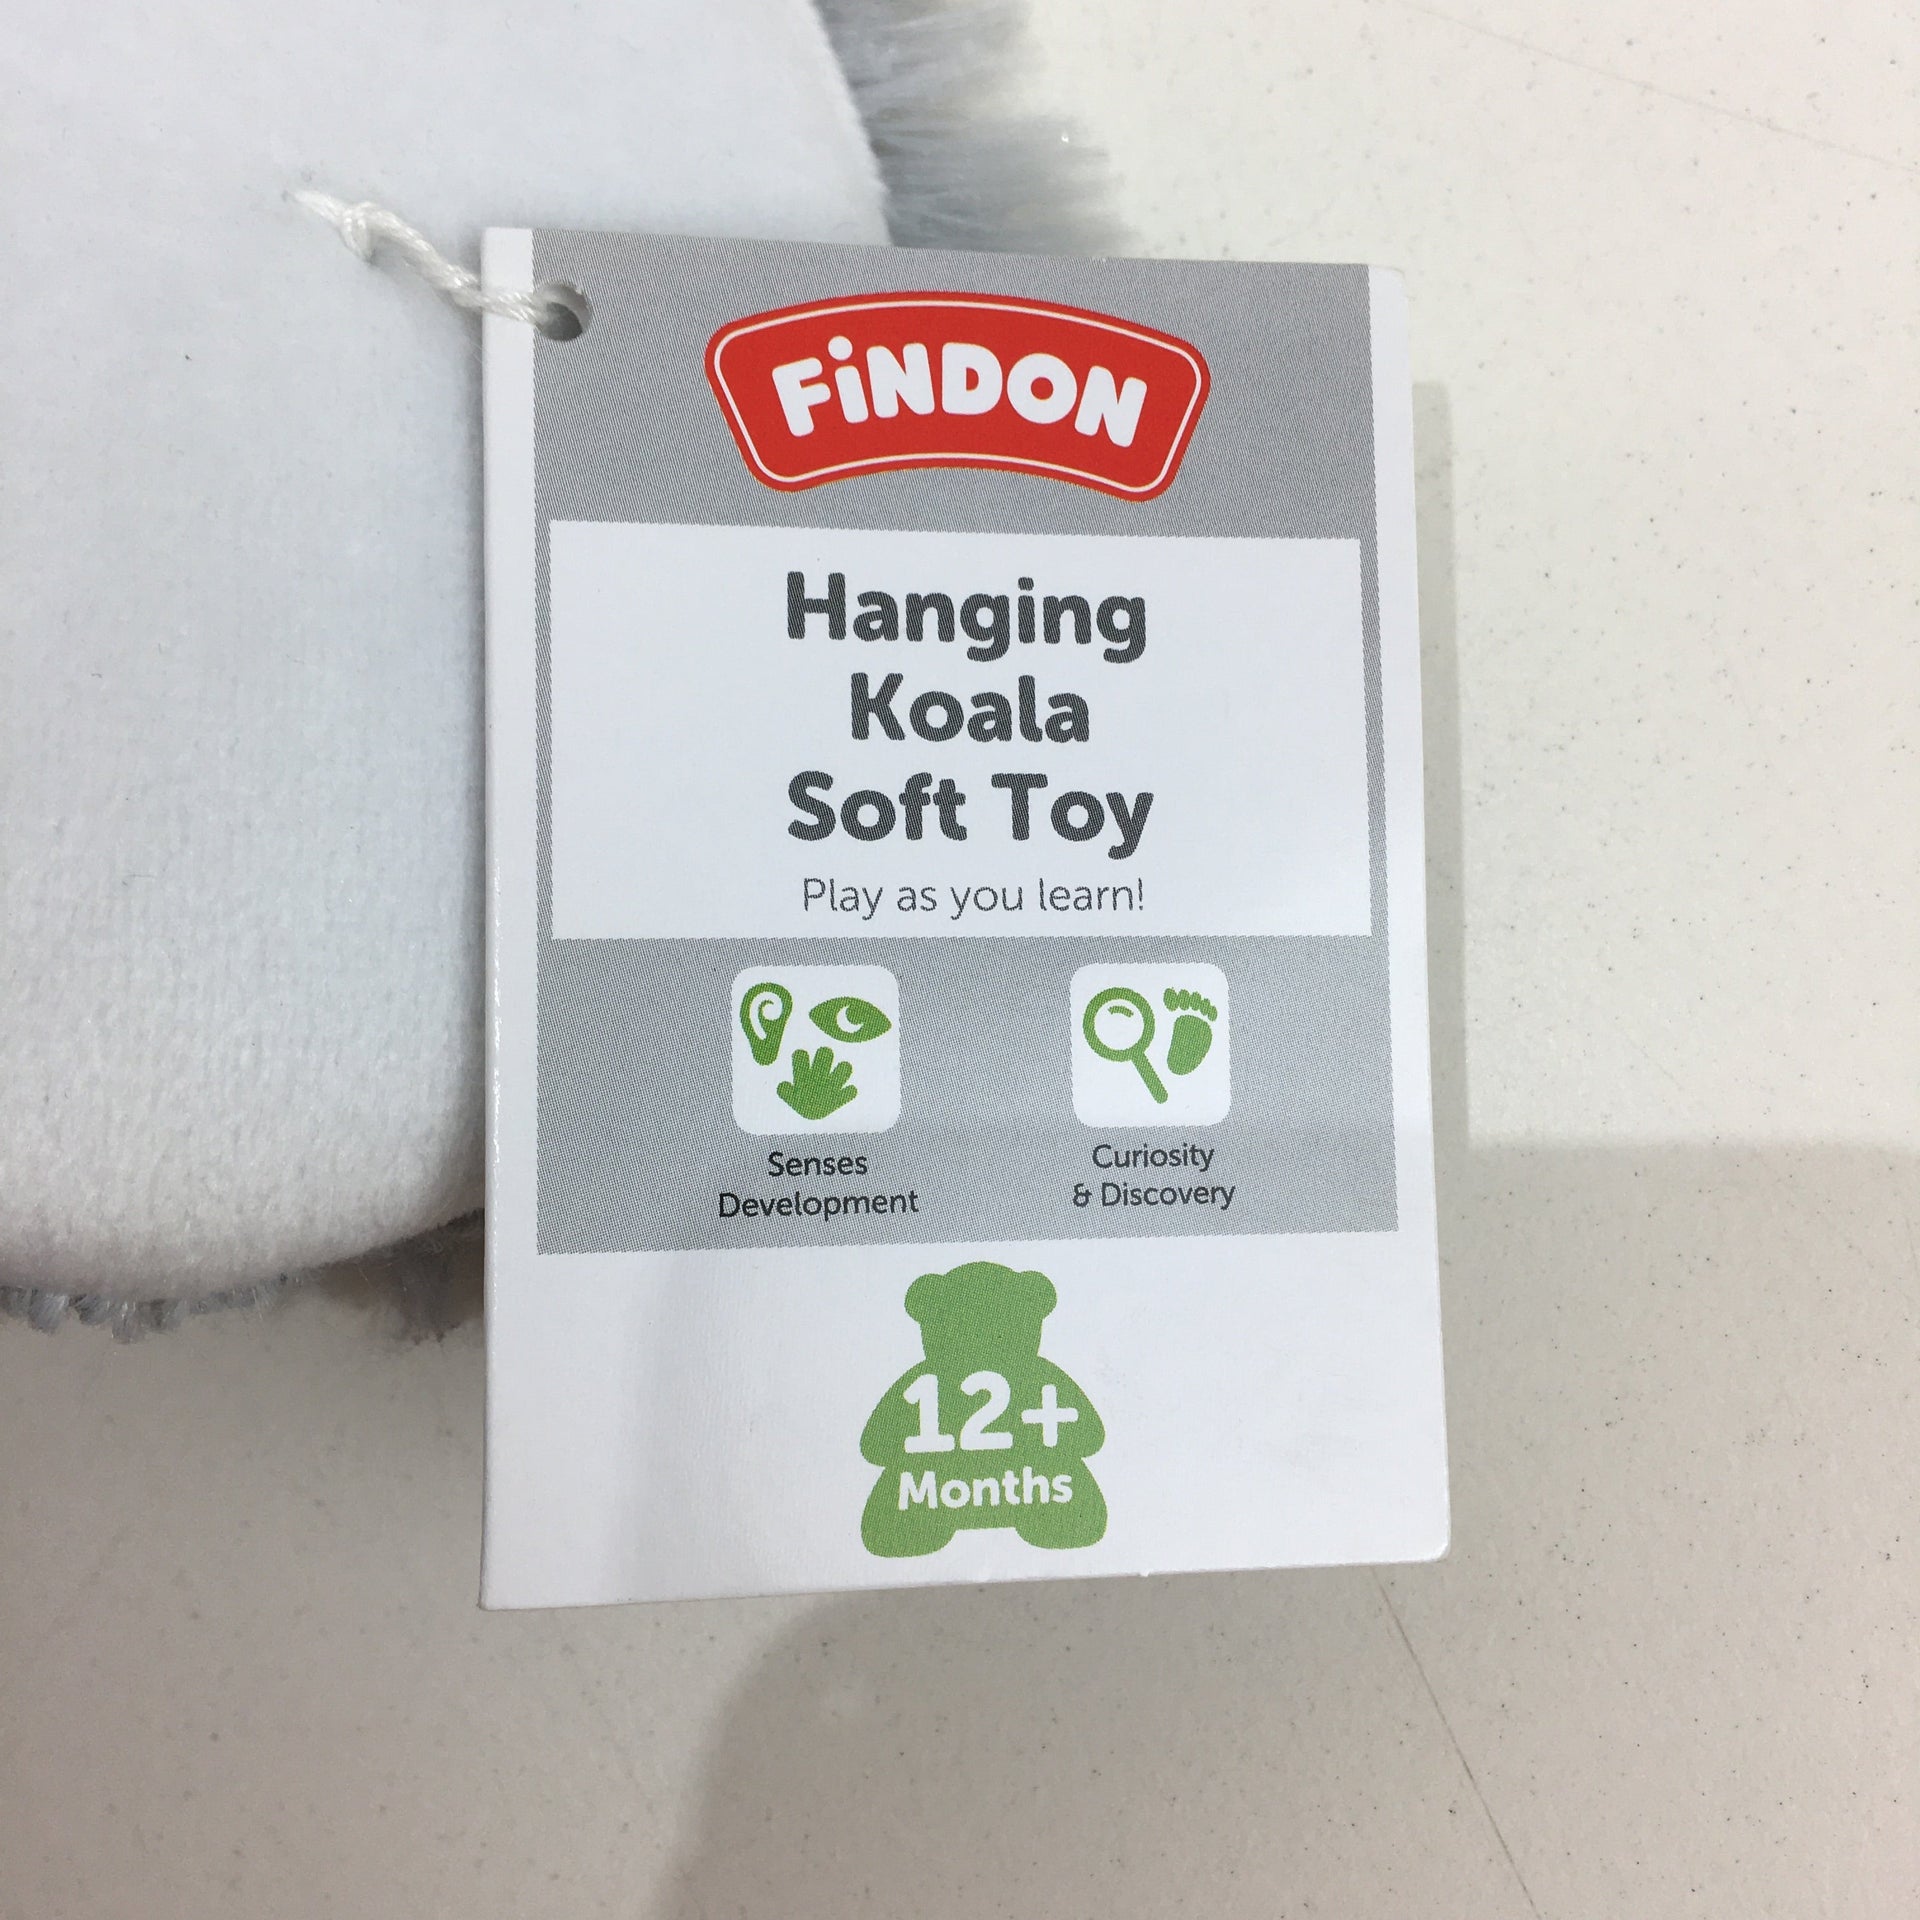 FiNDON
Hanging
Koala
Soft Toy
Play as you learn!
Senses
Development
Curiosity
& Discovery
12+
Months